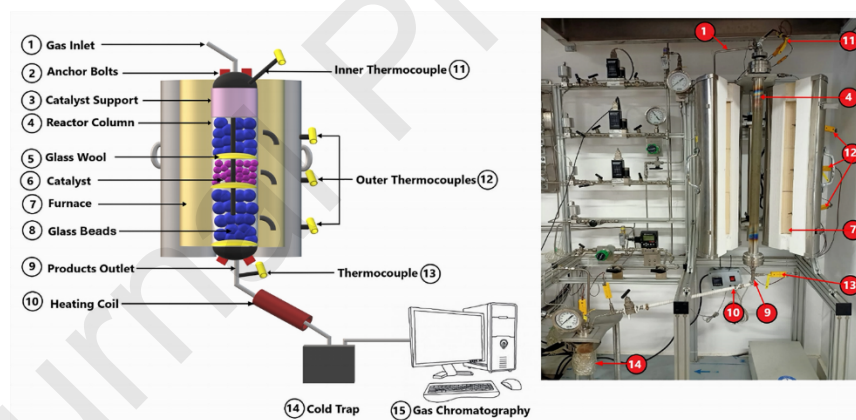 1 Gas Inlet
2 Anchor Bolts
Inner Thermocouple 11
3 Catalyst Support
4 Reactor Column
5 Glass Wool
6 Catalyst
Outer Thermocouples 12
7 Furnace
8 Glass Beads
9 Products Outlet
Thermocouple 13
10 Heating Coil
14 Cold Trap
15 Gas Chromatography
1
11
4
12
7
13
10
9
14